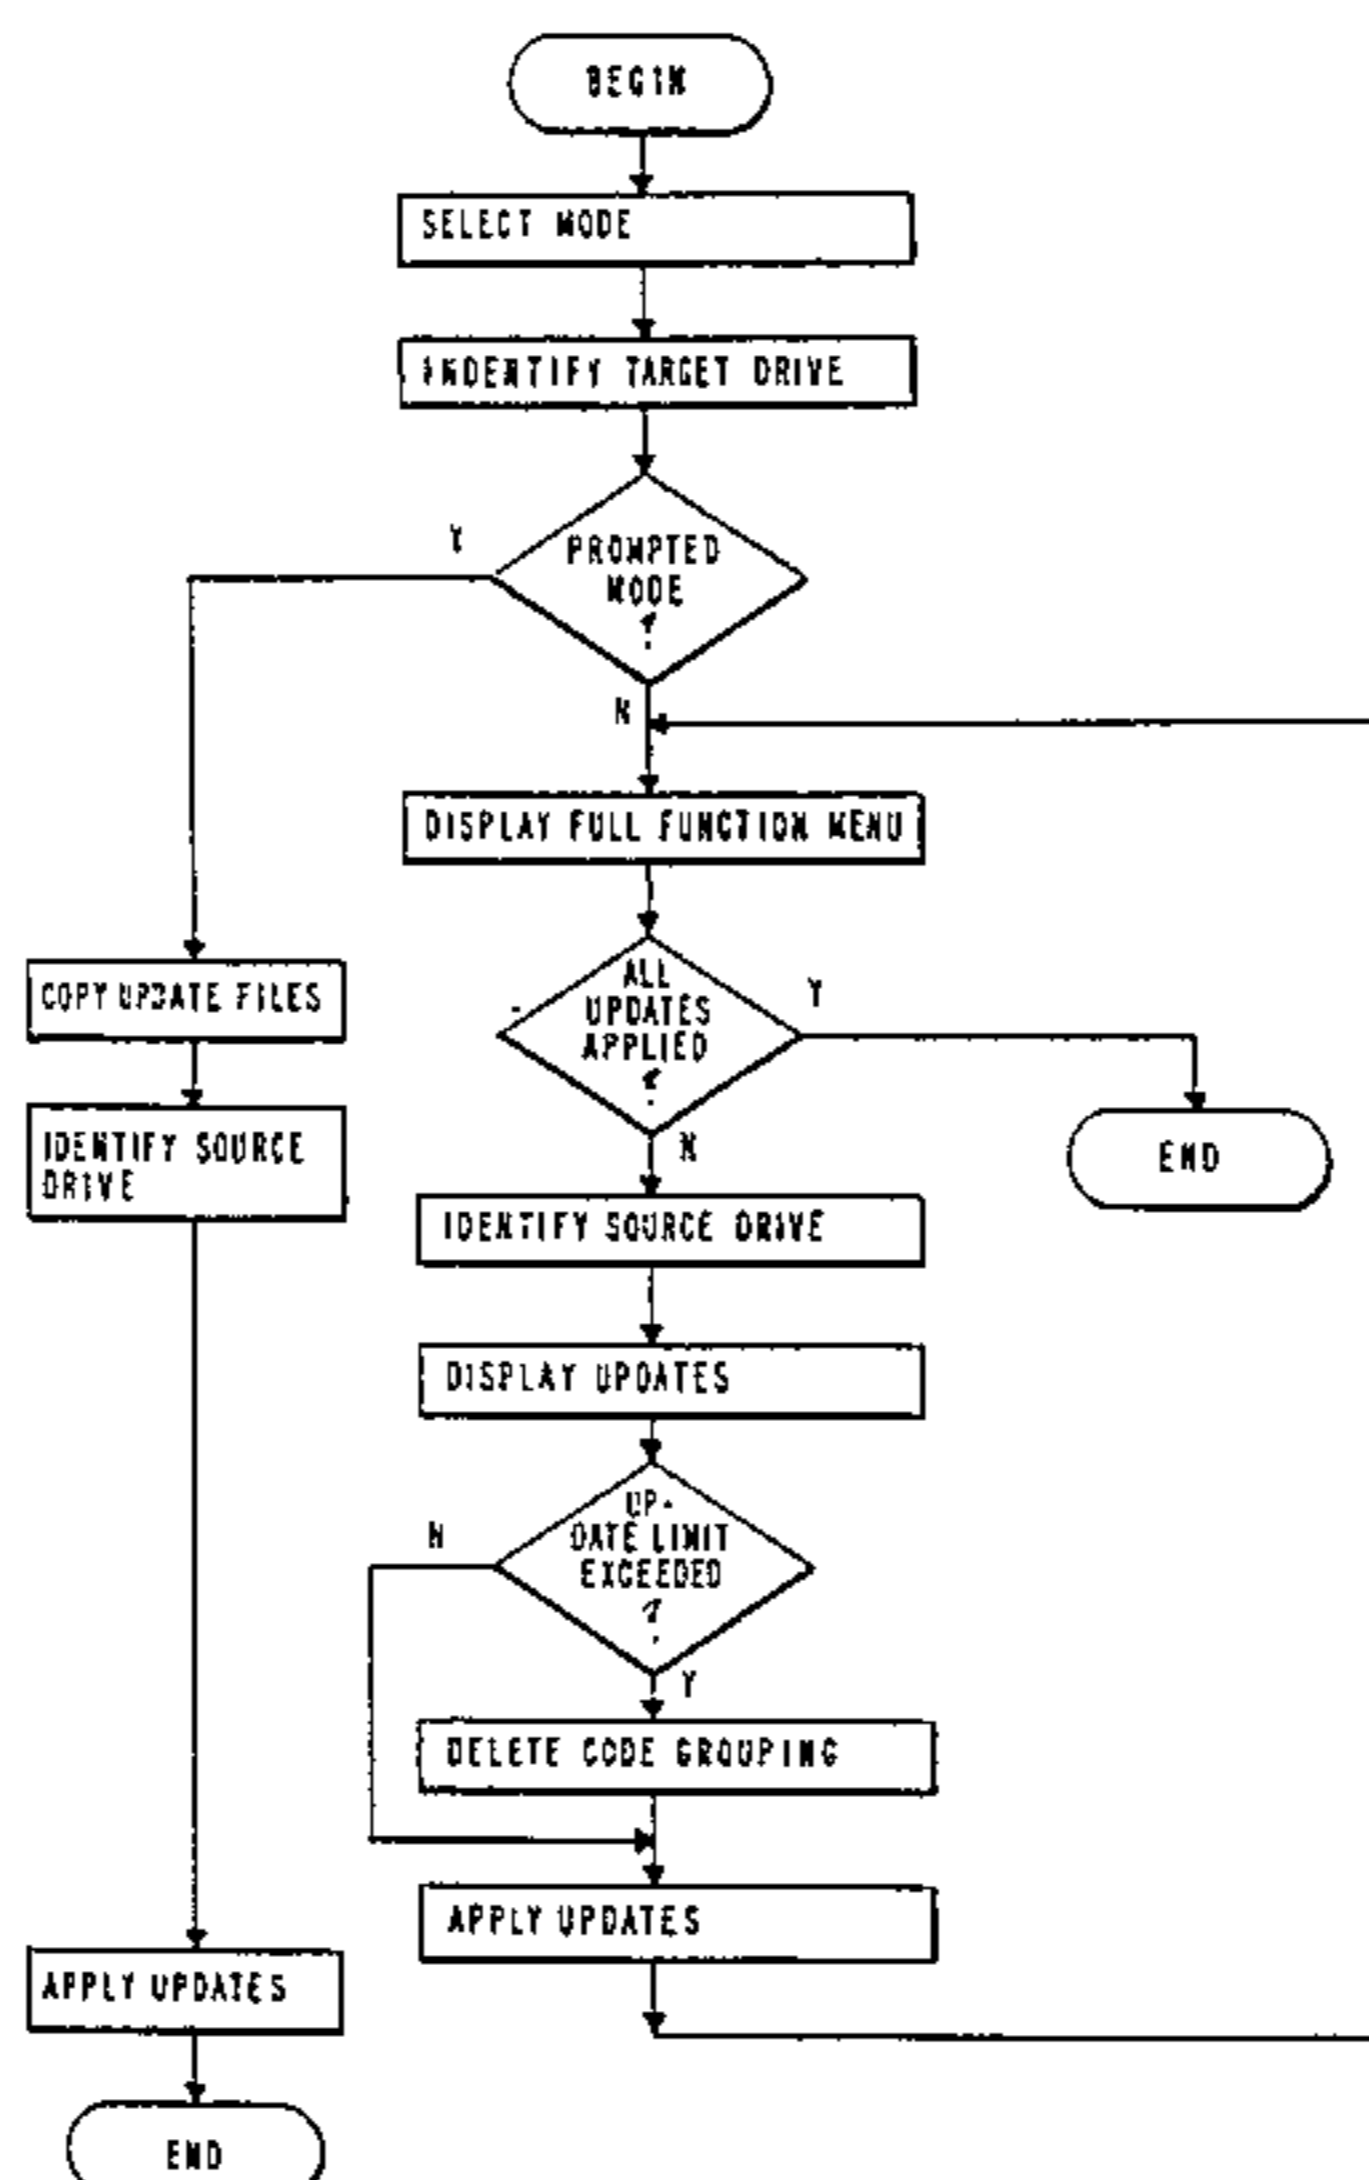 BEGIN
SELECT MODE
INDENTIFY TARGET DRIVE
Y
PROMPTED
MODE
?
N
DISPLAY FULL FUNCTION MENU
COPY UPDATE FILES
ALL
UPDATES
APPLIED
?
Y
N
END
IDENTIFY SOURCE
DRIVE
IDENTIFY SOURCE DRIVE
DISPLAY UPDATES
N
UP-
DATE LIMIT
EXCEEDED
?
Y
DELETE CODE GROUPING
APPLY UPDATES
APPLY UPDATES
END